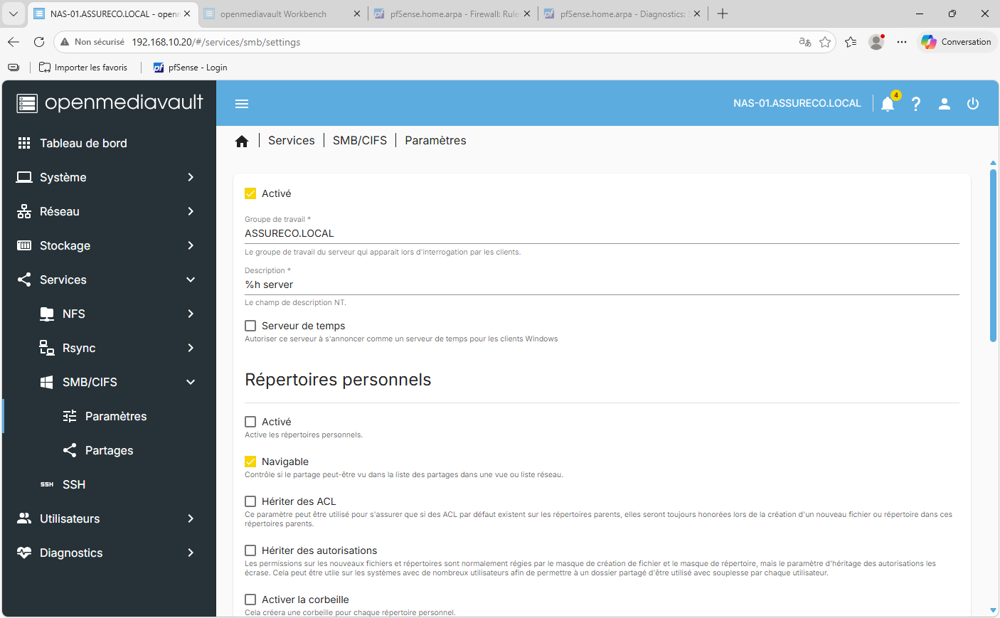 NAS-01.ASSURECO.LOCAL - openn
openmediavault Workbench
pfSense.home.arpa - Firewall: Rule
pfSense.home.arpa - Diagnostics:
Non sécurisé
192.168.10.20/#/services/smb/settings
Conversation
Importer les favoris
pfSense - Login
openmediavault
NAS-01.ASSURECO.LOCAL
4
Tableau de bord
Système
Réseau
Stockage
Services
NFS
Rsync
SMB/CIFS
Paramètres
Partages
SSH
SSH
Utilisateurs
Diagnostics
Services
SMB/CIFS
Paramètres
Activé
Groupe de travail *
ASSURECO.LOCAL
Le groupe de travail du serveur qui apparait lors d'interrogation par les clients.
Description *
%h server
Le champ de description NT.
Serveur de temps
Autoriser ce serveur à s'annoncer comme un serveur de temps pour les clients Windows
Répertoires personnels
Activé
Active les répertoires personnels.
Navigable
Contrôle si le partage peut-être vu dans la liste des partages dans une vue ou liste réseau.
Hériter des ACL
Ce paramètre peut être utilisé pour s'assurer que si des ACL par défaut existent sur les répertoires parents, elles seront toujours honorées lors de la création d'un nouveau fichier ou répertoire dans ces
répertoires parents.
Hériter des autorisations
Les permissions sur les nouveaux fichiers et répertoires sont normalement régies par le masque de création de fichier et le masque de répertoire, mais le paramètre d'héritage des autorisations les
écrase. Cela peut être utile sur les systèmes avec de nombreux utilisateurs afin de permettre à un dossier partagé d'être utilisé avec souplesse par chaque utilisateur.
Activer la corbeille
Cela créera une corbeille pour chaque répertoire personnel.